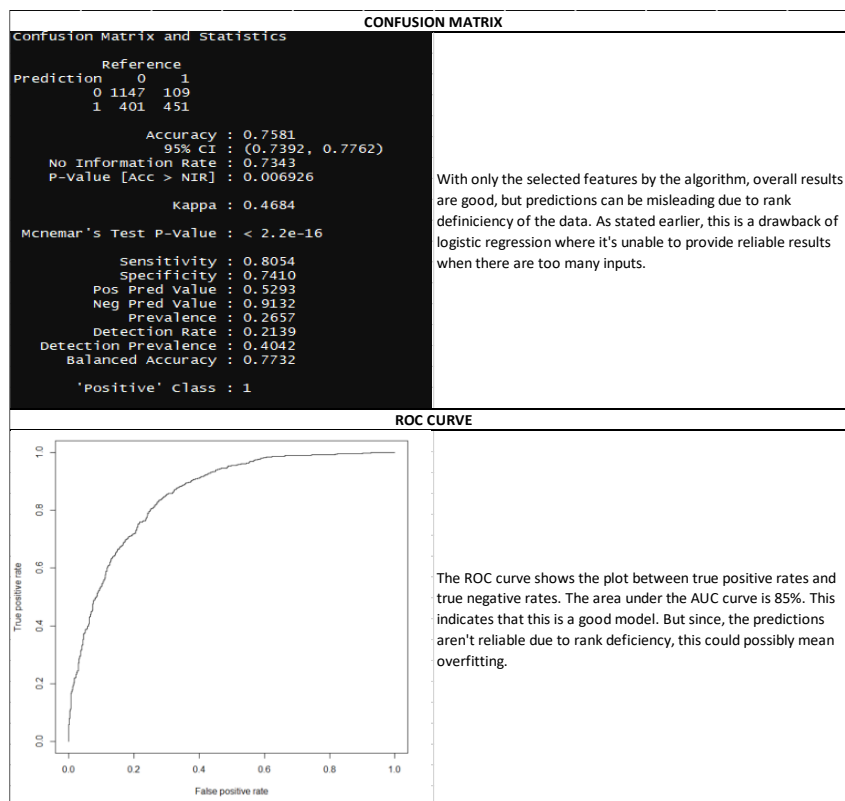 CONFUSION MATRIX
Confusion Matrix and Statistics
Reference
Prediction 0 1
0 1147 109
1 401 451
Accuracy : 0.7581
95% CI : (0.7392, 0.7762)
No Information Rate : 0.7343
P-Value [Acc > NIR] : 0.006926
Kappa : 0.4684
Mcnemar's Test P-Value : < 2.2e-16
Sensitivity : 0.8054
Specificity : 0.7410
Pos Pred Value : 0.5293
Neg Pred Value : 0.9132
Prevalence : 0.2657
Detection Rate : 0.2139
Detection Prevalence : 0.4042
Balanced Accuracy : 0.7732
'Positive' Class : 1
With only the selected features by the algorithm, overall results
are good, but predictions can be misleading due to rank
definiciency of the data. As stated earlier, this is a drawback of
logistic regression where it's unable to provide reliable results
when there are too many inputs.
ROC CURVE
1.0
0.8
0.6
0.4
0.2
0.0
True positive rate
0.0 0.2 0.4 0.6 0.8 1.0
False positive rate
The ROC curve shows the plot between true positive rates and
true negative rates. The area under the AUC curve is 85%. This
indicates that this is a good model. But since, the predictions
aren't reliable due to rank deficiency, this could possibly mean
overfitting.